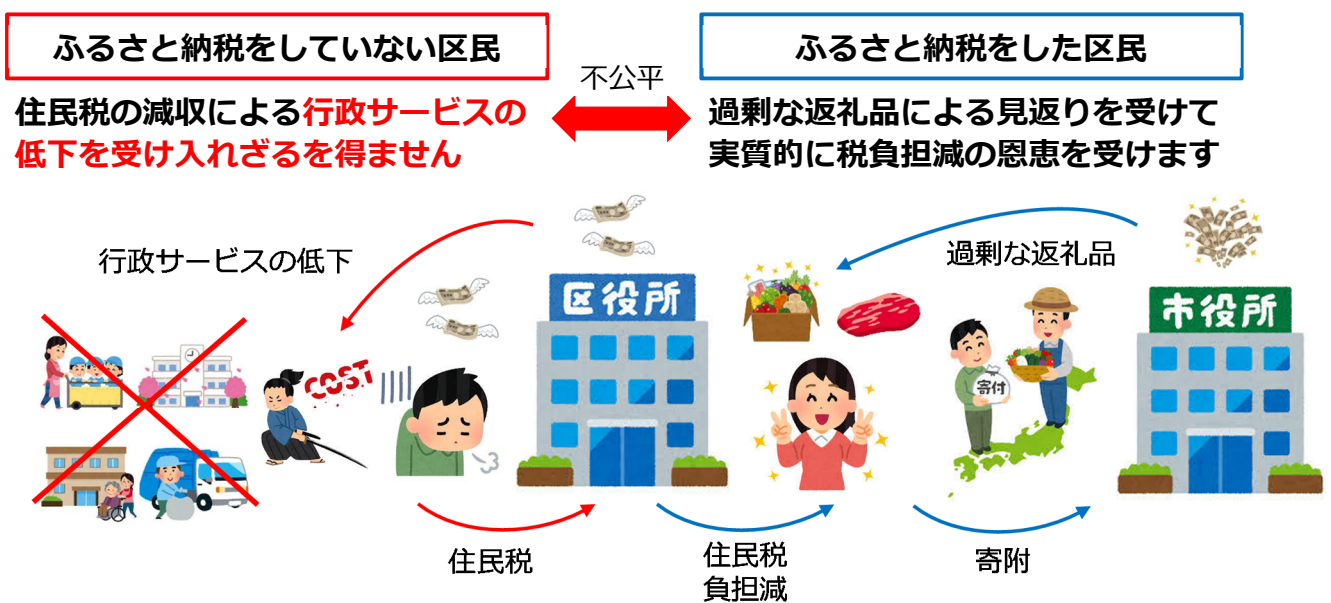 ふるさと納税をしていない区民
不公平
ふるさと納税をした区民
住民税の減収による行政サービスの
低下を受け入れざるを得ません
過剰な返礼品による見返りを受けて
実質的に税負担減の恩恵を受けます
行政サービスの低下
過剰な返礼品
区役所
市役所
COST
寄付
住民税
住民税
負担減
寄附